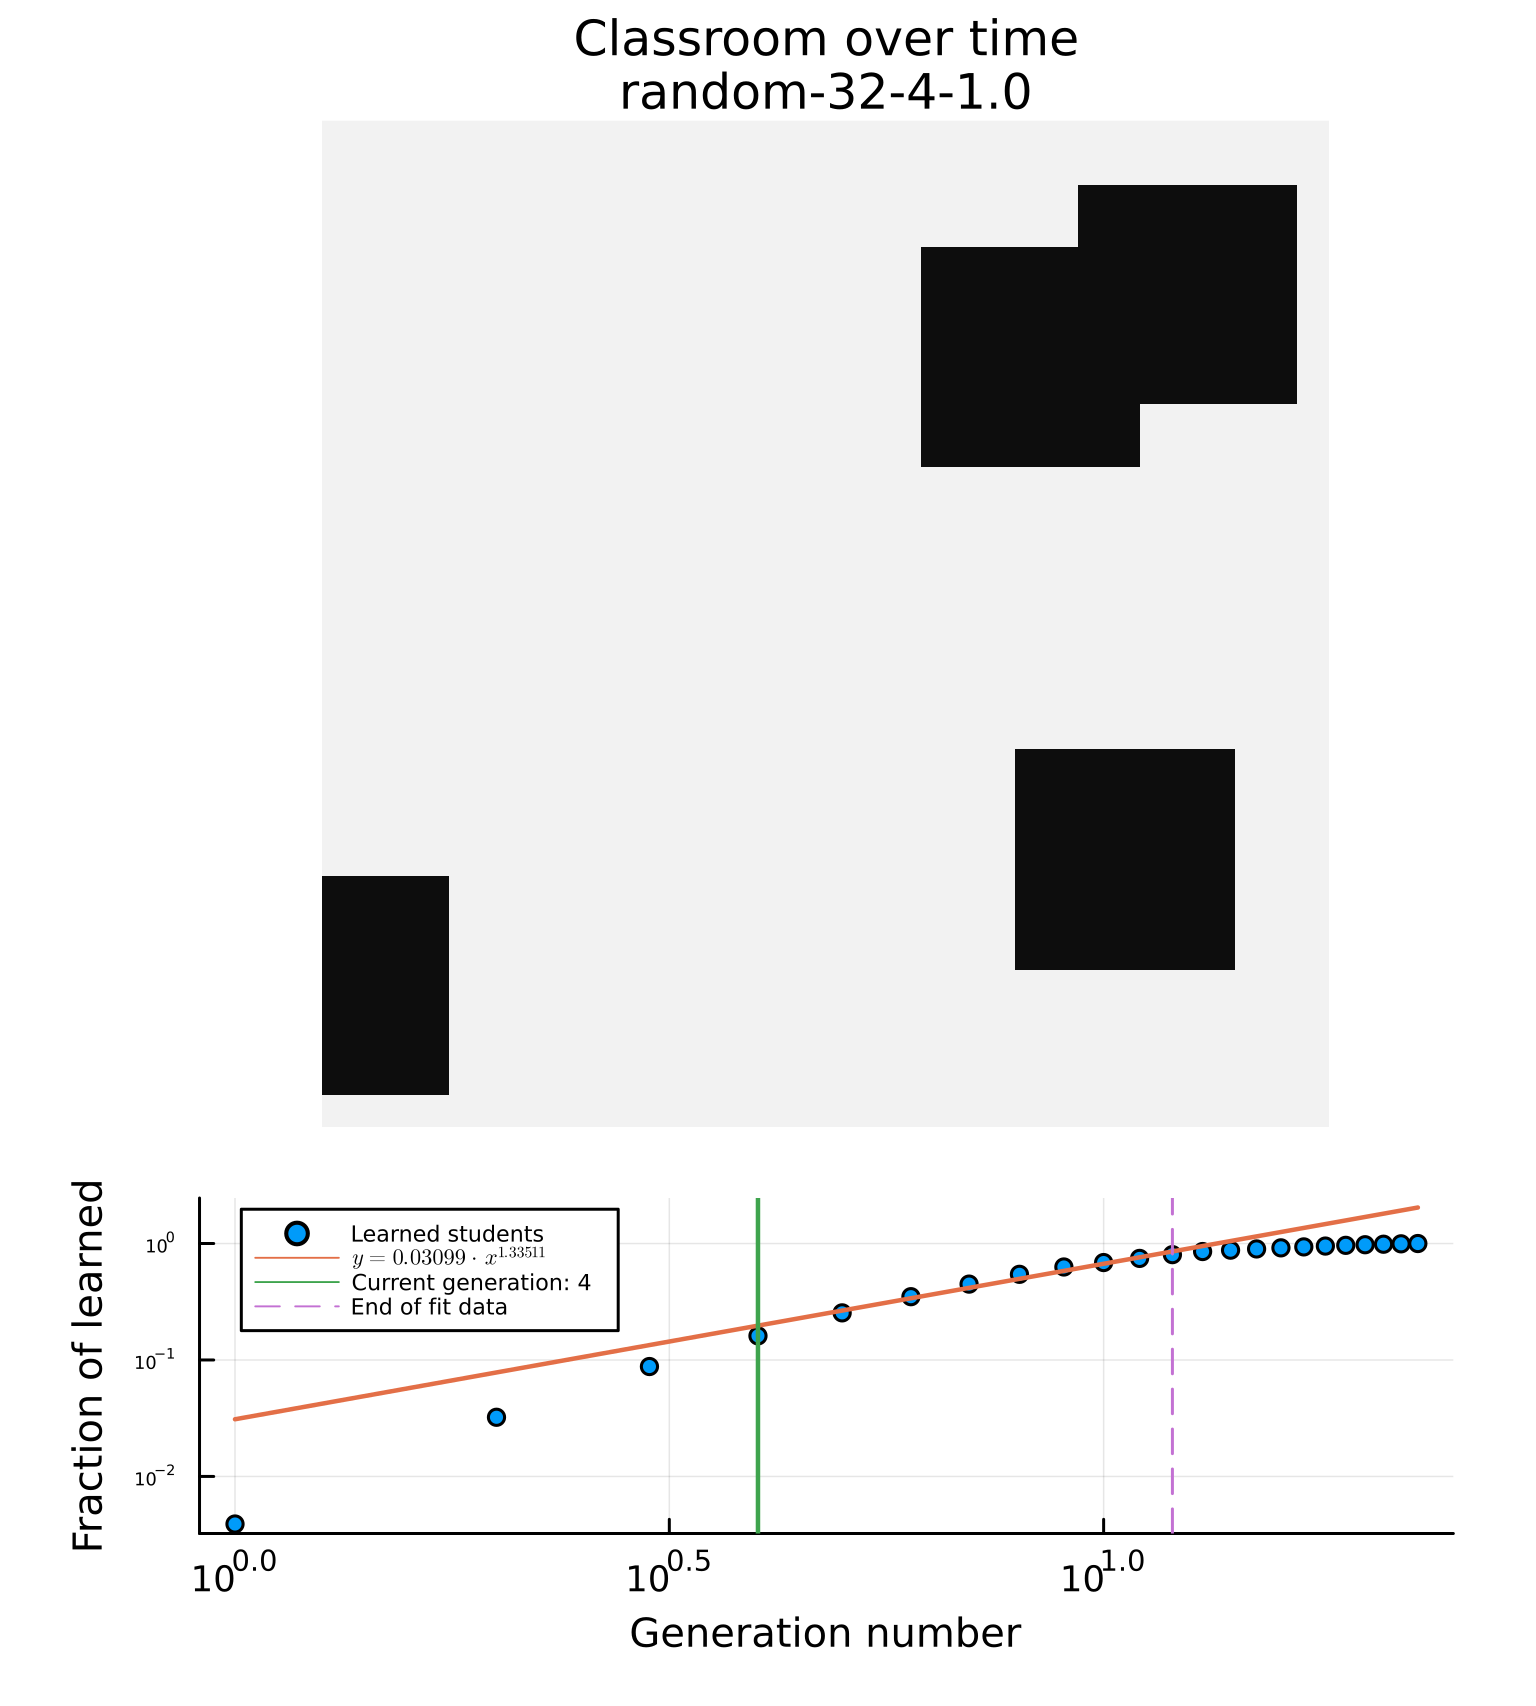 Classroom over time
random-32-4-1.0
Fraction of learned
10^0
10^-1
10^-2
Learned students
y = 0.03099 · x^1.33511
Current generation: 4
End of fit data
10^0.0
10^0.5
10^1.0
Generation number